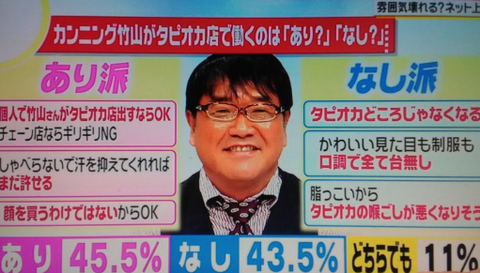 雰囲気壊れる?ネット上
カンニング竹山がタピオカ店で働くのは「あり?」「なし?」…
あり派
個人で竹山さんがタピオカ店出すならOK
チェーン店ならギリギリNG
しゃべらないで汗を抑えてくれれば
まだ許せる
顔を買うわけではないからOK
なし派
タピオカどころじゃなくなる
かわいい見た目も制服も
口調で全て台無し
脂っこいから
タピオカの喉ごしが悪くなりそう
あり 45.5% なし 43.5% どちらでも 11%